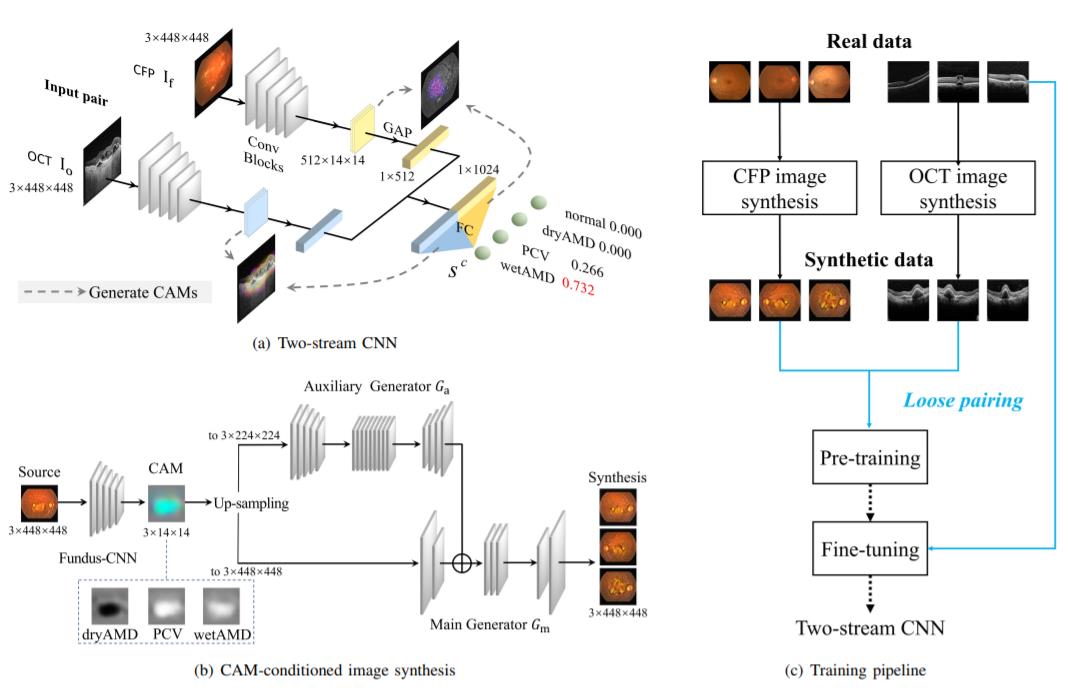 3×448×448
CFP I_f
Input pair
OCT I_o
3×448×448
Conv
Blocks
512×14×14
GAP
1×512
1×1024
FC
S^c
normal 0.000
dryAMD 0.000
PCV 0.266
wetAMD 0.732
Generate CAMs
(a) Two-stream CNN
Auxiliary Generator G_a
to 3×224×224
Source
CAM
Up-sampling
Synthesis
3×448×448
3×14×14
Fundus-CNN
to 3×448×448
dryAMD PCV wetAMD
3×448×448
Main Generator G_m
(b) CAM-conditioned image synthesis
Real data
CFP image
synthesis
OCT image
synthesis
Synthetic data
Loose pairing
Pre-training
Fine-tuning
Two-stream CNN
(c) Training pipeline